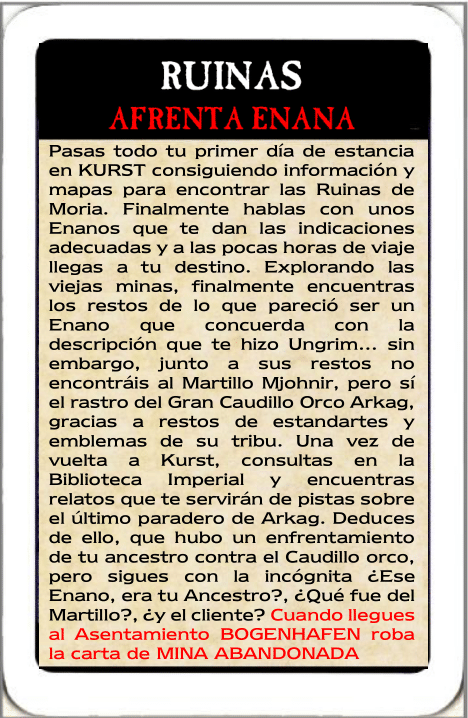 RUINAS
AFRENTA ENANA
Pasas todo tu primer día de estancia
en KURST consiguiendo información y
mapas para encontrar las Ruinas de
Moria. Finalmente hablas con unos
Enanos que te dan las indicaciones
adecuadas y a las pocas horas de viaje
llegas a tu destino. Explorando las
viejas minas, finalmente encuentras
los restos de lo que pareció ser un
Enano que concuerda con la
descripción que te hizo Ungrim... sin
embargo, junto a sus restos no
encontráis al Martillo Mjohnir, pero sí
el rastro del Gran Caudillo Orco Arkag,
gracias a restos de estandartes y
emblemas de su tribu. Una vez de
vuelta a Kurst, consultas en la
Biblioteca Imperial y encuentras
relatos que te servirán de pistas sobre
el último paradero de Arkag. Deduces
de ello, que hubo un enfrentamiento
de tu ancestro contra el Caudillo orco,
pero sigues con la incógnita ¿Ese
Enano, era tu Ancestro?, ¿Qué fue del
Martillo?, ¿y el cliente? Cuando llegues
al Asentamiento BOGENHAFEN roba
la carta de MINA ABANDONADA